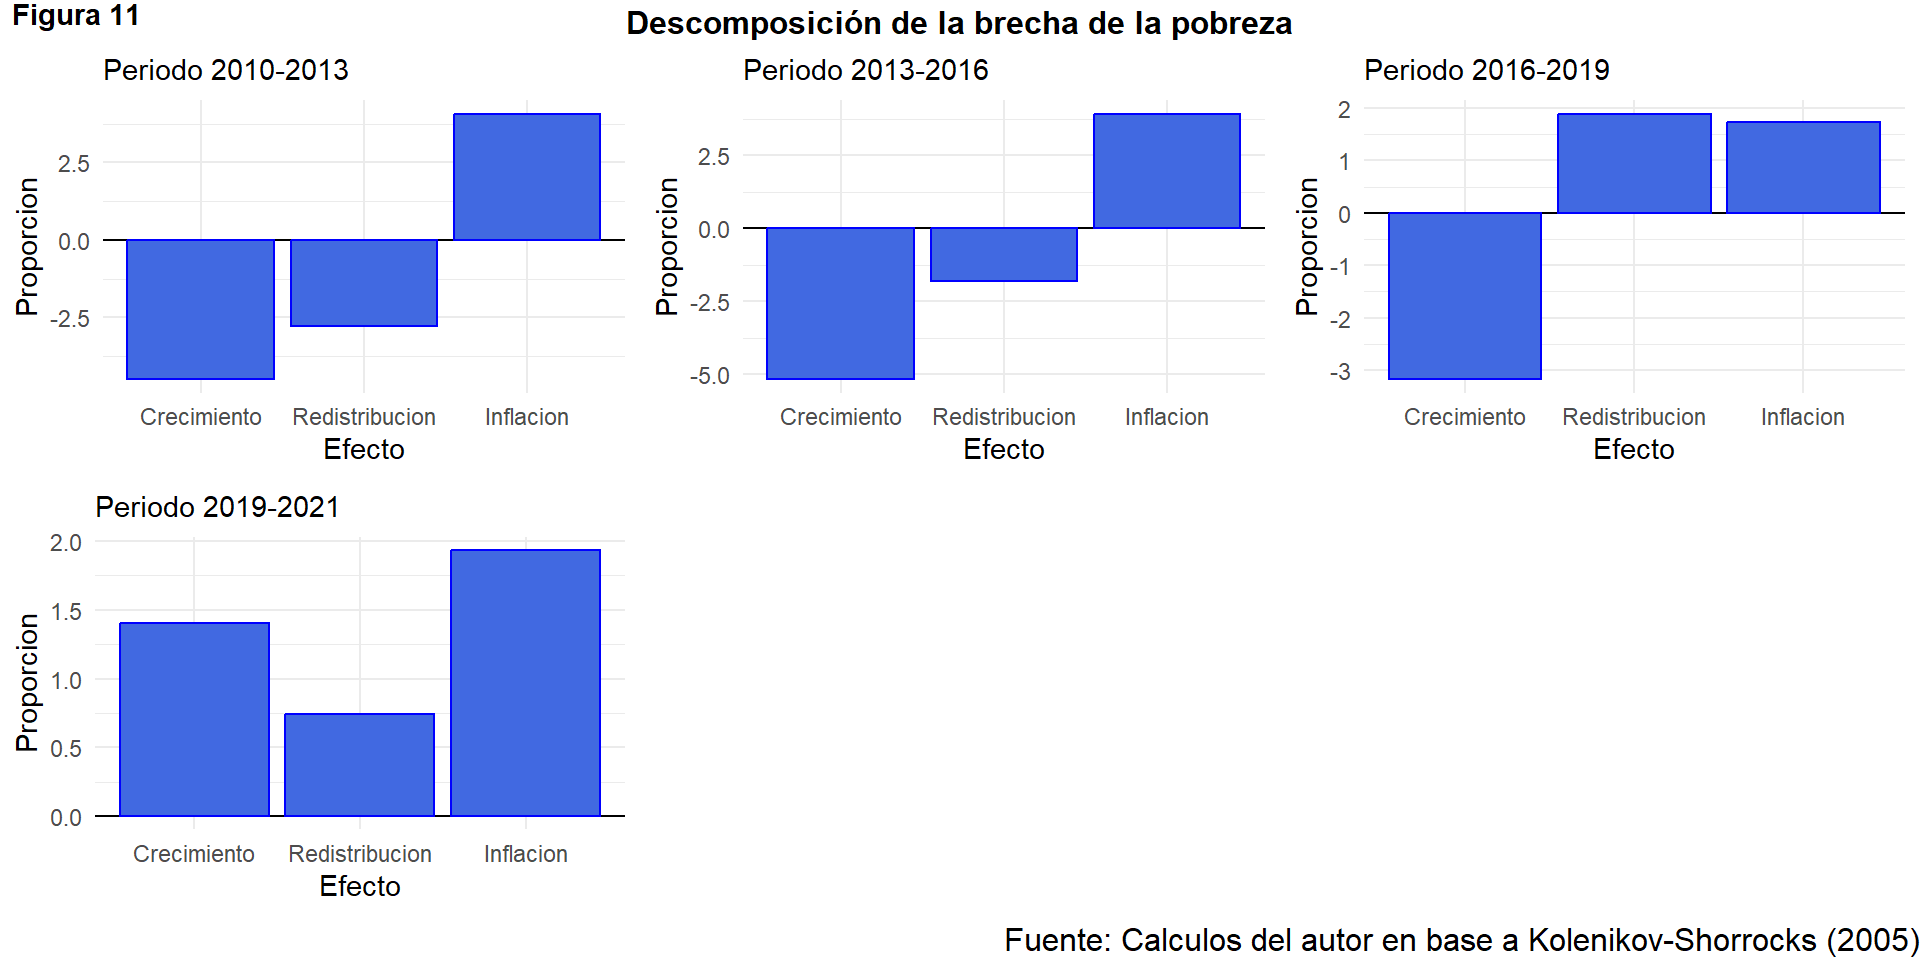 Figura 11
Descomposición de la brecha de la pobreza
Periodo 2010-2013
2.5
0.0
-2.5
Proporcion
Crecimiento Redistribucion Inflacion
Efecto
Periodo 2013-2016
2.5
0.0
-2.5
-5.0
Proporcion
Crecimiento Redistribucion Inflacion
Efecto
Periodo 2016-2019
2
1
0
-1
-2
-3
Proporcion
Crecimiento Redistribucion Inflacion
Efecto
Periodo 2019-2021
2.0
1.5
1.0
0.5
0.0
Proporcion
Crecimiento Redistribucion Inflacion
Efecto
Fuente: Calculos del autor en base a Kolenikov-Shorrocks (2005)